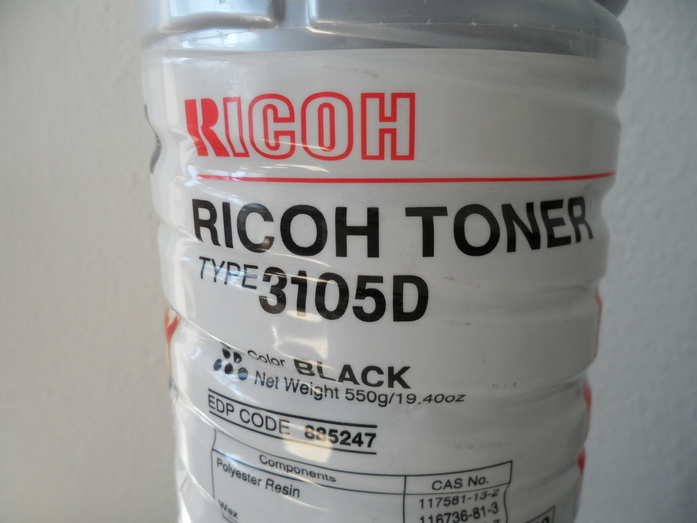 RICOH
RICOH TONER
TYPE 3105D
Color BLACK
Net Weight 550g/19.40oz
EDP CODE 885247
Components CAS No.
Polyester Resin 117581-13-2
Wax 116736-81-3